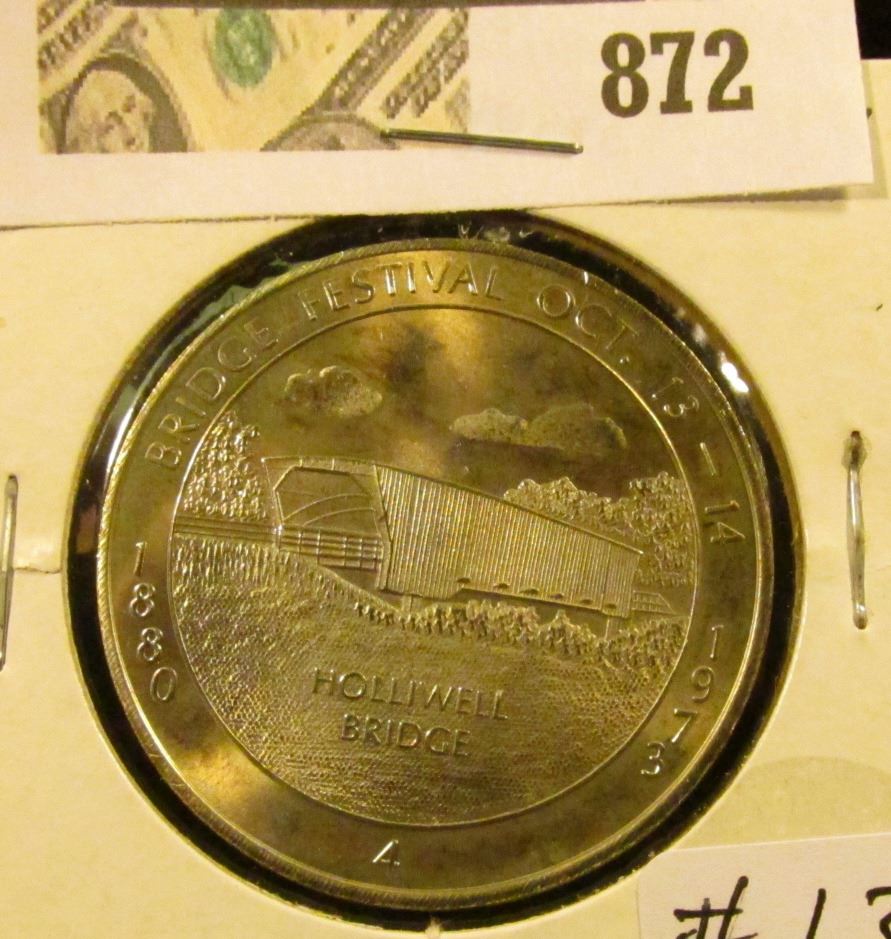 872
BRIDGE FESTIVAL OCT. 13-14 1973
1880
HOLLIWELL
BRIDGE
4